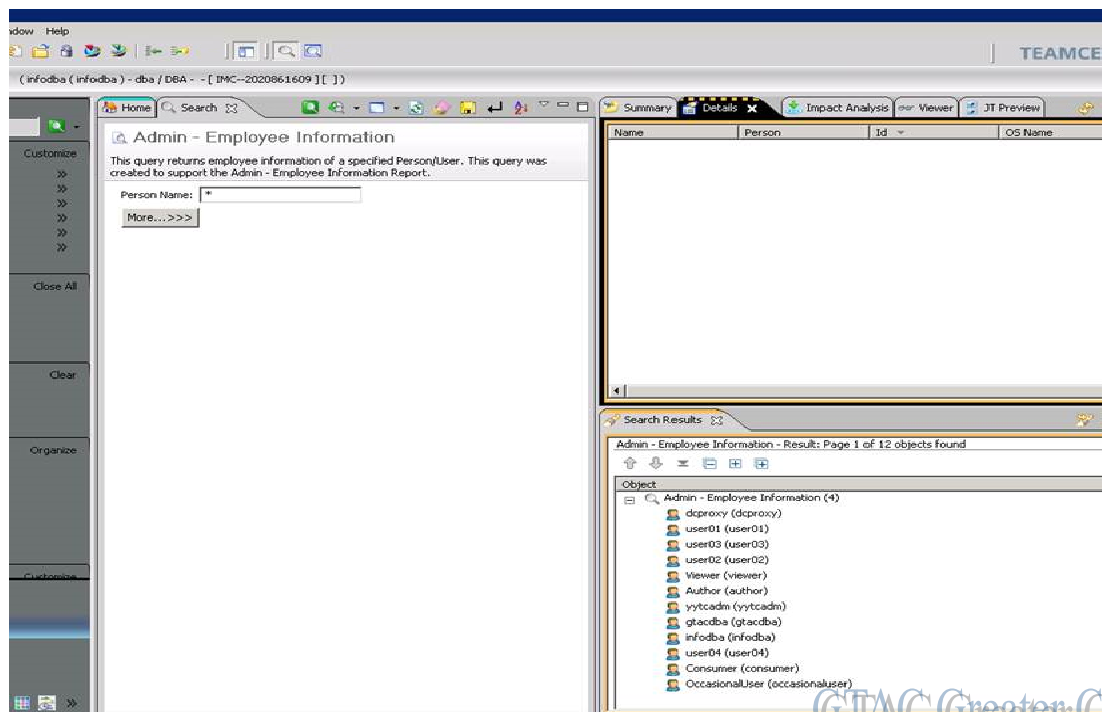 Help
TEAMCE
( infodba ( infodba ) - dba / DBA - - [ IMC--2020861609 ] [ ] )
Home
Search
Summary
Details
Impact Analysis
Viewer
JT Preview
Customize
Close All
Clear
Organize
Customize
Admin - Employee Information
This query returns employee information of a specified Person/User. This query was
created to support the Admin - Employee Information Report.
Person Name: *
More...>>>
Name
Person
Id
OS Name
Search Results
Admin - Employee Information - Result: Page 1 of 12 objects found
Object
Admin - Employee Information (4)
dcproxy (dcproxy)
user01 (user01)
user03 (user03)
user02 (user02)
Viewer (viewer)
Author (author)
yytcadm (yytcadm)
gtacdba (gtacdba)
infodba (infodba)
user04 (user04)
Consumer (consumer)
OccasionalUser (occasionaluser)
GTAC Greater C